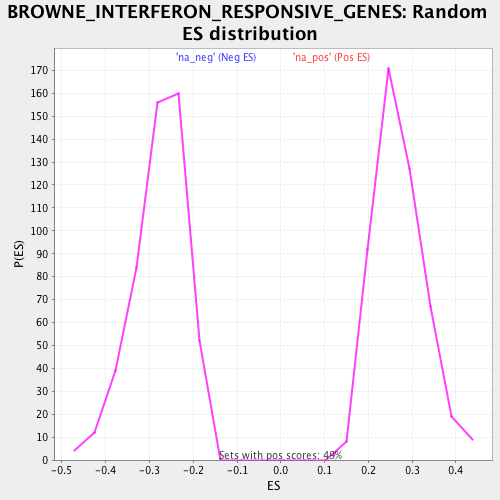 BROWNE_INTERFERON_RESPONSIVE_GENES: Random
ES distribution
'na_neg' (Neg ES) 'na_pos' (Pos ES)
170
160
150
140
130
120
110
100
90
80
70
60
50
40
30
20
10
0
P(ES)
Sets with pos scores: 49%
-0.5 -0.4 -0.3 -0.2 -0.1 0.0 0.1 0.2 0.3 0.4
ES